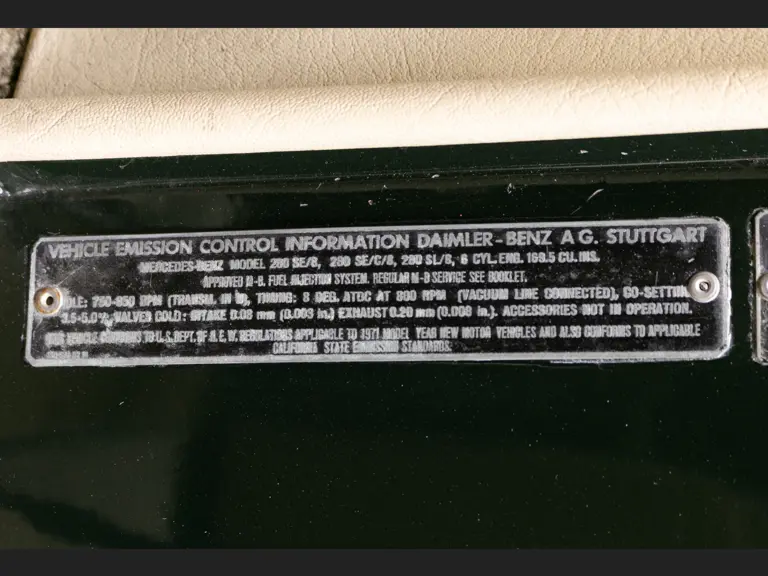 VEHICLE EMISSION CONTROL INFORMATION DAIMLER-BENZ A G. STUTTGART
MERCEDES-BENZ MODEL 280 SE/8, 280 SE/C/8, 280 SL/8, 6 CYL. ENG. 169.5 CU. INS.
APPROVED M-B. FUEL INJECTION SYSTEM. REGULAR M-B SERVICE SEE BOOKLET.
IDLE: 750-850 RPM (TRANSM. IN), TIMING: 8 DEG. ATDC AT 800 RPM (VACUUM LINE CONNECTED), CO-SETTING
3.5-5.0%, VALVES COLD: INTAKE 0.08 mm (0.003 in.) EXHAUST 0.20 mm (0.008 in.). ACCESSORIES NOT IN OPERATION.
THIS VEHICLE CONFORMS TO U.S. DEPT. OF H.E.W. REGULATIONS APPLICABLE TO 1971 MODEL YEAR NEW MOTOR VEHICLES AND ALSO CONFORMS TO APPLICABLE
CALIFORNIA STATE EMISSION STANDARDS.